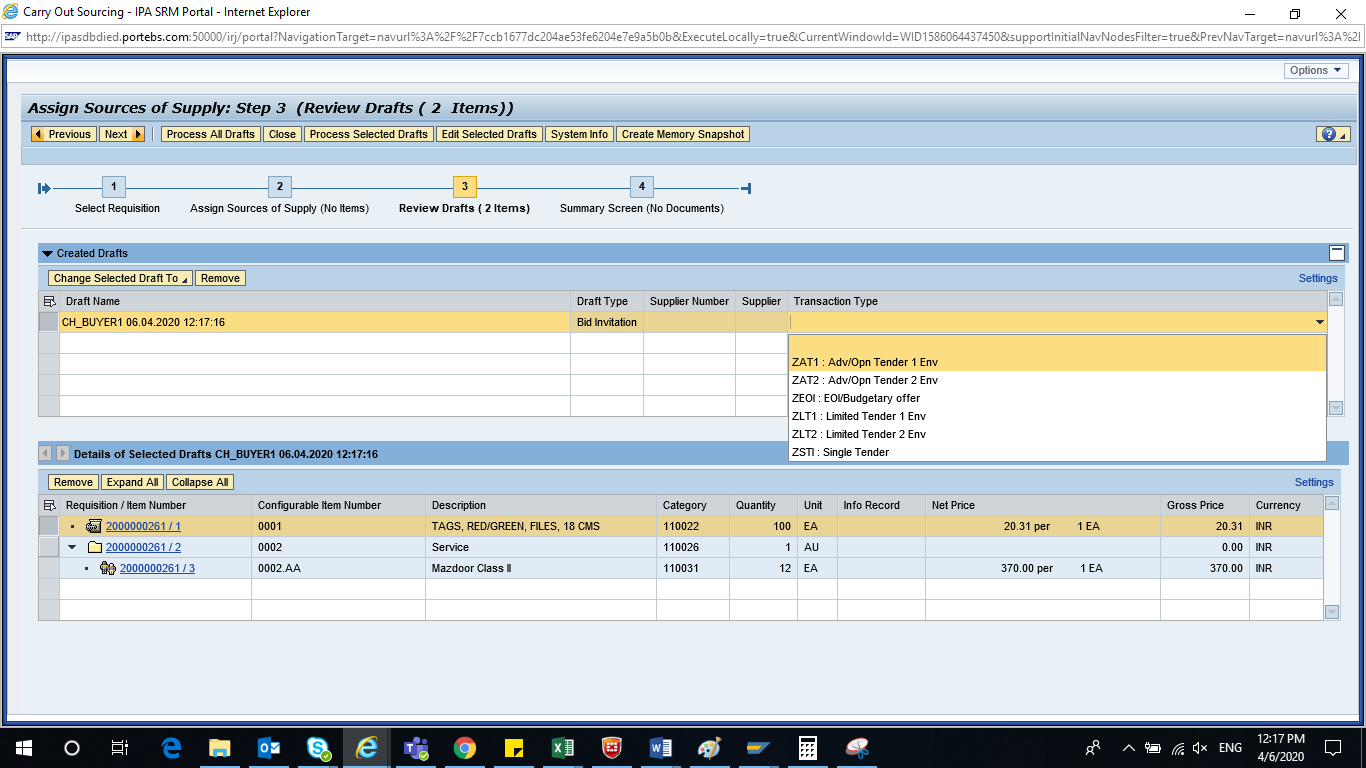 Carry Out Sourcing - IPA SRM Portal - Internet Explorer
http://ipasdbdied.portebs.com:50000/irj/portal?NavigationTarget=navurl%3A%2F%2F7ccb1677dc204ae53fe6204e7e9a5b0b&ExecuteLocally=true&CurrentWindowId=WID1586064437450&supportInitialNavNodesFilter=true&PrevNavTarget=navurl%3A%2
Options
Assign Sources of Supply: Step 3 (Review Drafts ( 2 Items))
Previous Next Process All Drafts Close Process Selected Drafts Edit Selected Drafts System Info Create Memory Snapshot
1 2 3 4
Select Requisition Assign Sources of Supply (No Items) Review Drafts ( 2 Items) Summary Screen (No Documents)
Created Drafts
Change Selected Draft To Remove Settings
Draft Name Draft Type Supplier Number Supplier Transaction Type
CH_BUYER1 06.04.2020 12:17:16 Bid Invitation
ZAT1 : Adv/Opn Tender 1 Env
ZAT2 : Adv/Opn Tender 2 Env
ZEOI : EOI/Budgetary offer
ZLT1 : Limited Tender 1 Env
ZLT2 : Limited Tender 2 Env
ZSTI : Single Tender
Details of Selected Drafts CH_BUYER1 06.04.2020 12:17:16
Remove Expand All Collapse All Settings
Requisition / Item Number Configurable Item Number Description Category Quantity Unit Info Record Net Price Gross Price Currency
2000000261 / 1 0001 TAGS, RED/GREEN, FILES, 18 CMS 110022 100 EA 20.31 per 1 EA 20.31 INR
2000000261 / 2 0002 Service 110026 1 AU 0.00 INR
2000000261 / 3 0002.AA Mazdoor Class II 110031 12 EA 370.00 per 1 EA 370.00 INR
ENG
12:17 PM
4/6/2020